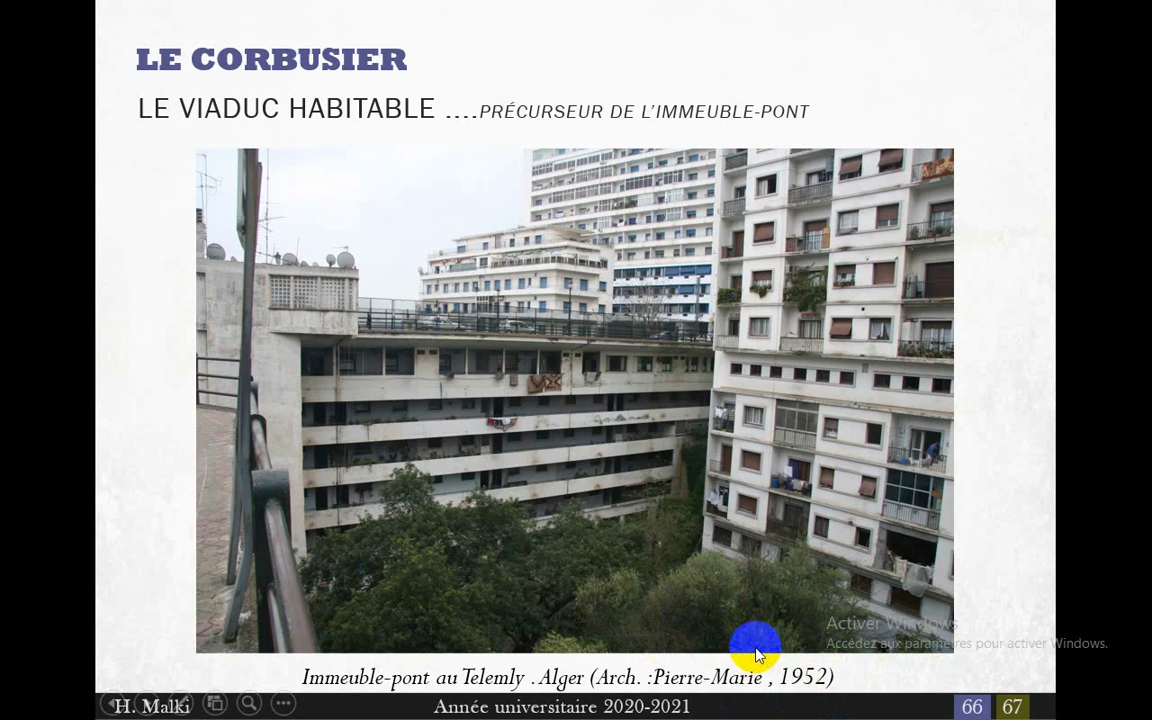 LE CORBUSIER
LE VIADUC HABITABLE ....PRÉCURSEUR DE L'IMMEUBLE-PONT
Activer Windows
Accédez aux paramètres pour activer Windows.
Immeuble-pont au Telemly . Alger (Arch. :Pierre-Marie , 1952)
H. Malki
Année universitaire 2020-2021
66
67